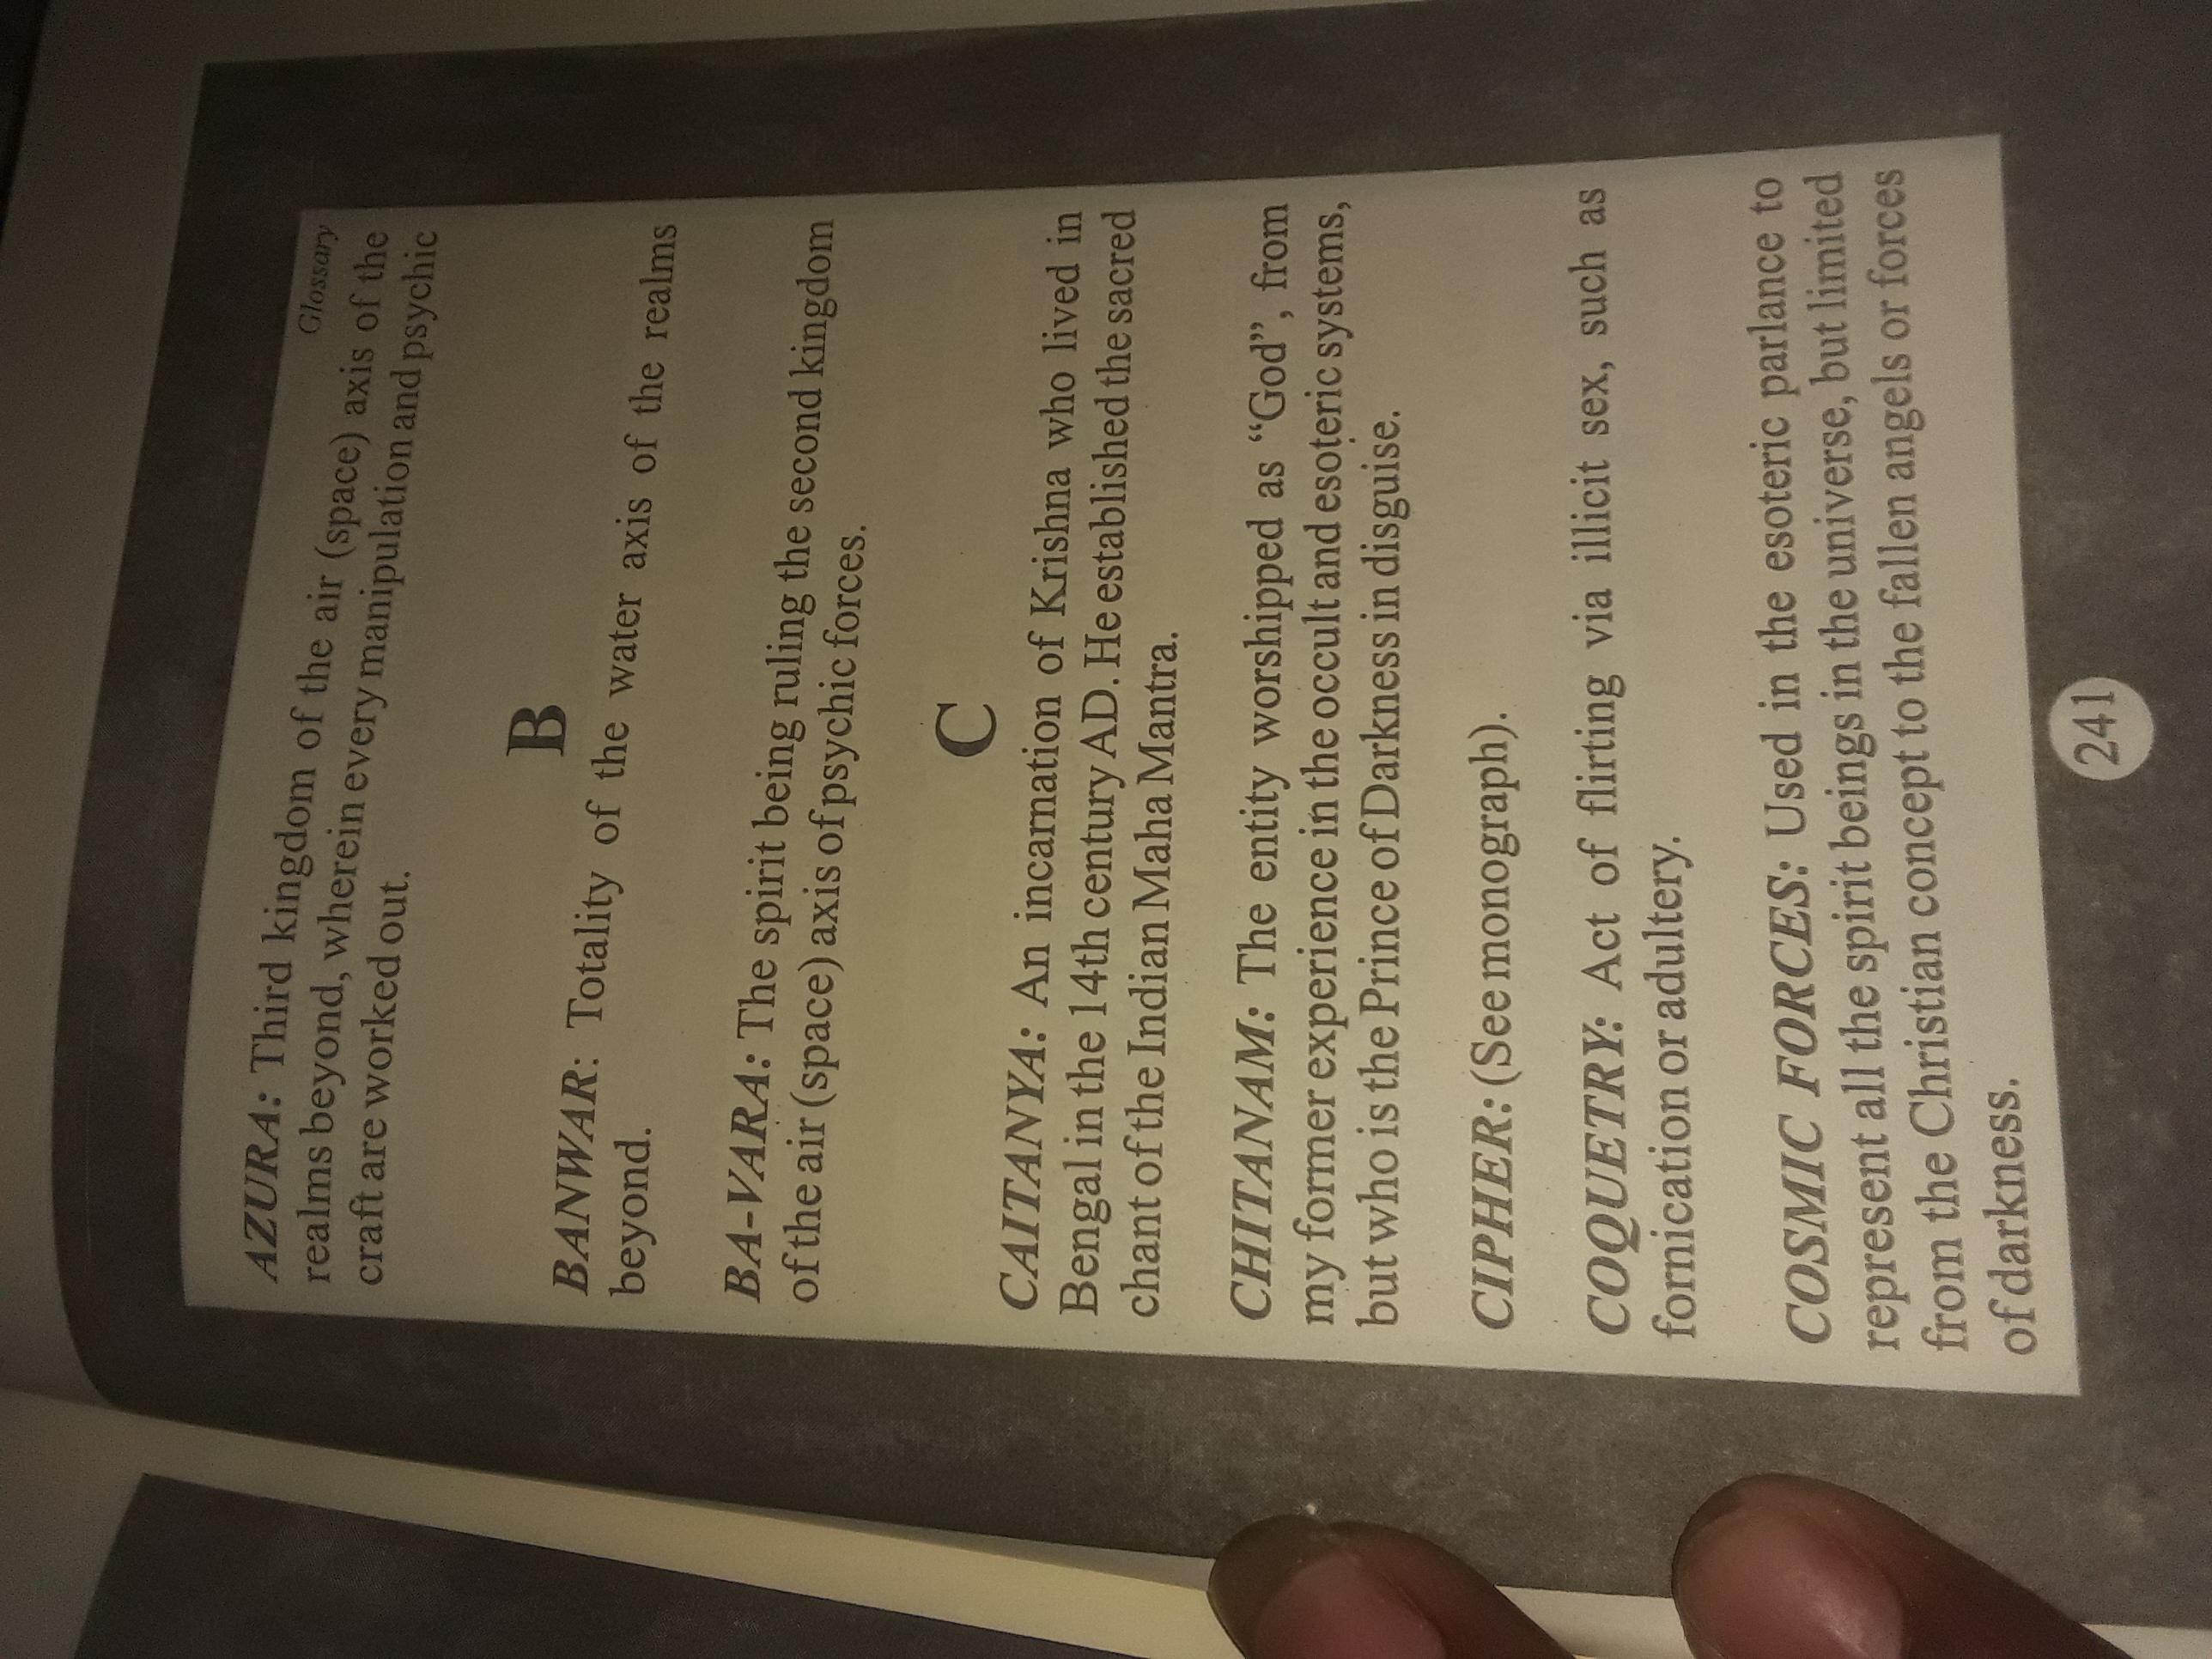 Glossary
AZURA: Third kingdom of the air (space) axis of the
realms beyond, wherein every manipulation and psychic
craft are worked out.
B
BANWAR: Totality of the water axis of the realms
beyond.
BA-VARA: The spirit being ruling the second kingdom
of the air (space) axis of psychic forces.
C
CAITANYA: An incarnation of Krishna who lived in
Bengal in the 14th century AD. He established the sacred
chant of the Indian Maha Mantra.
CHITANAM: The entity worshipped as “God”, from
my former experience in the occult and esoteric systems,
but who is the Prince of Darkness in disguise.
CIPHER: (See monograph).
COQUETRY: Act of flirting via illicit sex, such as
fornication or adultery.
COSMIC FORCES: Used in the esoteric parlance to
represent all the spirit beings in the universe, but limited
from the Christian concept to the fallen angels or forces
of darkness.
241